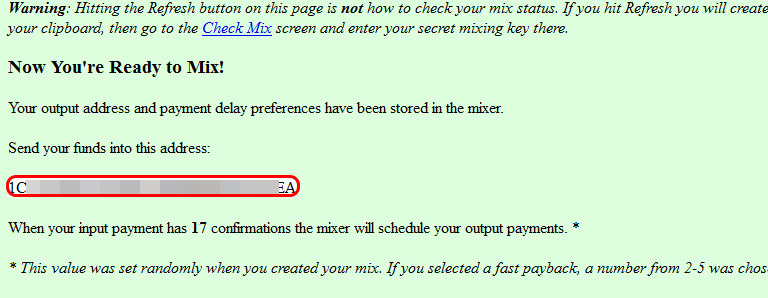 Warning: Hitting the Refresh button on this page is not how to check your mix status. If you hit Refresh you will create
your clipboard, then go to the Check Mix screen and enter your secret mixing key there.
Now You're Ready to Mix!
Your output address and payment delay preferences have been stored in the mixer.
Send your funds into this address:
1C EA
When your input payment has 17 confirmations the mixer will schedule your output payments. *
* This value was set randomly when you created your mix. If you selected a fast payback, a number from 2-5 was chos